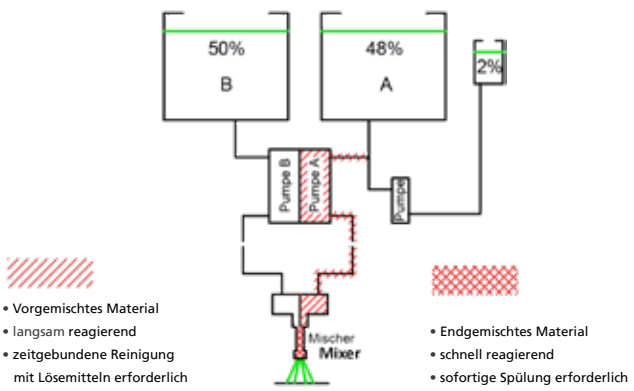 50%
B
48%
A
2%
Pumpe B
Pumpe A
Pumpe
Mischer
Mixer
• Vorgemischtes Material
• langsam reagierend
• zeitgebundene Reinigung
mit Lösemitteln erforderlich
• Endgemischtes Material
• schnell reagierend
• sofortige Spülung erforderlich